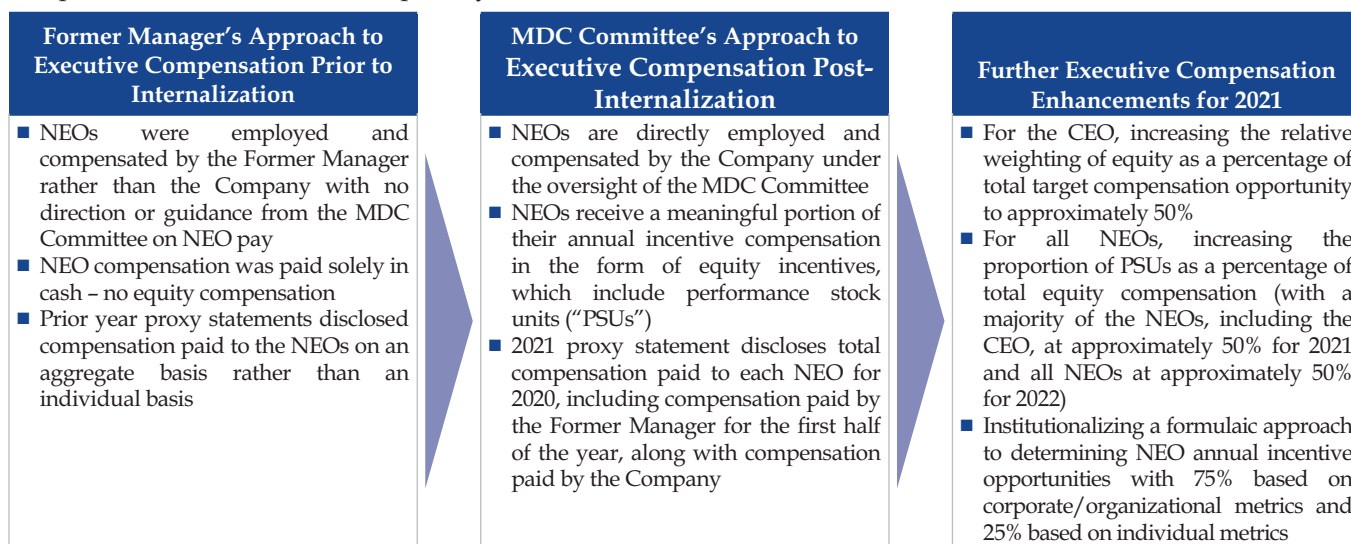 Former Manager's Approach to
Executive Compensation Prior to
Internalization
■ NEOs were employed and
compensated by the Former Manager
rather than the Company with no
direction or guidance from the MDC
Committee on NEO pay
■ NEO compensation was paid solely in
cash – no equity compensation
■ Prior year proxy statements disclosed
compensation paid to the NEOs on an
aggregate basis rather than an
individual basis
MDC Committee's Approach to
Executive Compensation Post-
Internalization
■ NEOs are directly employed and
compensated by the Company under
the oversight of the MDC Committee
■ NEOs receive a meaningful portion of
their annual incentive compensation
in the form of equity incentives,
which include performance stock
units ("PSUs")
■ 2021 proxy statement discloses total
compensation paid to each NEO for
2020, including compensation paid by
the Former Manager for the first half
of the year, along with compensation
paid by the Company
Further Executive Compensation
Enhancements for 2021
■ For the CEO, increasing the relative
weighting of equity as a percentage of
total target compensation opportunity
to approximately 50%
■ For all NEOs, increasing the
proportion of PSUs as a percentage of
total equity compensation (with a
majority of the NEOs, including the
CEO, at approximately 50% for 2021
and all NEOs at approximately 50%
for 2022)
■ Institutionalizing a formulaic approach
to determining NEO annual incentive
opportunities with 75% based on
corporate/organizational metrics and
25% based on individual metrics